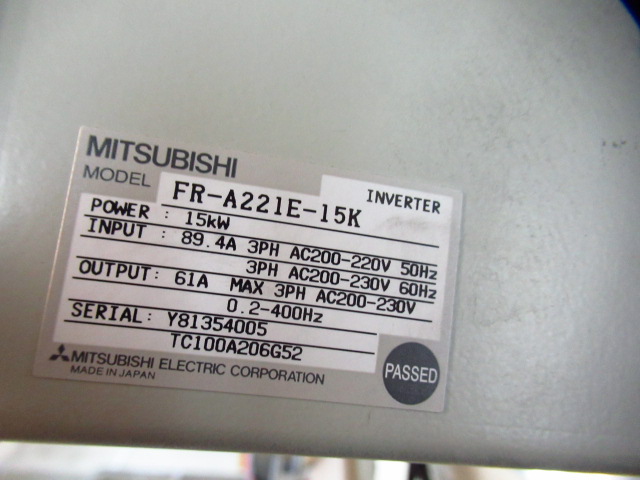 MITSUBISHI
MODEL FR-A221E-15K INVERTER
POWER : 15kW
INPUT : 89.4A 3PH AC200-220V 50Hz
3PH AC200-230V 60Hz
OUTPUT : 61A MAX 3PH AC200-230V
0.2-400Hz
SERIAL : Y81354005
TC100A206G52
MITSUBISHI ELECTRIC CORPORATION
MADE IN JAPAN
PASSED